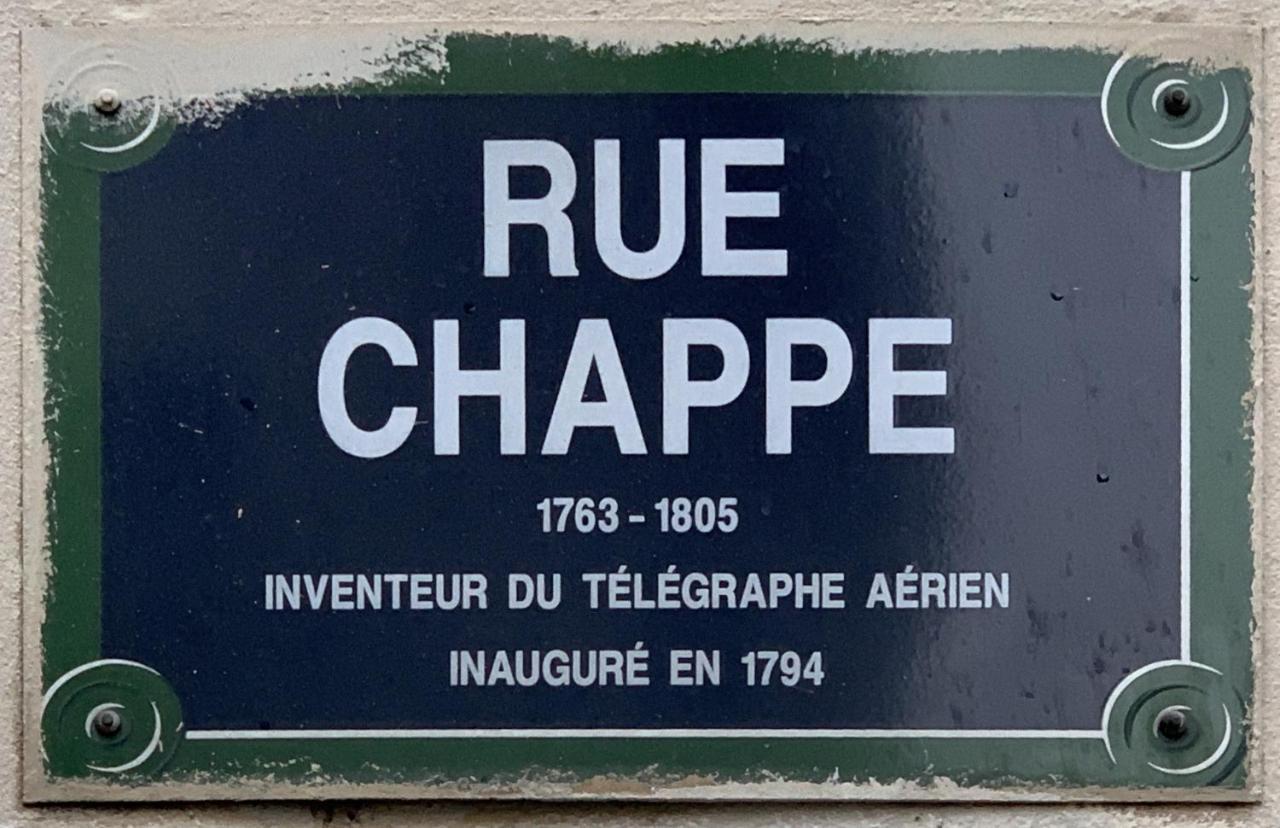 RUE
CHAPPE
1763 - 1805
INVENTEUR DU TÉLÉGRAPHE AÉRIEN
INAUGURÉ EN 1794